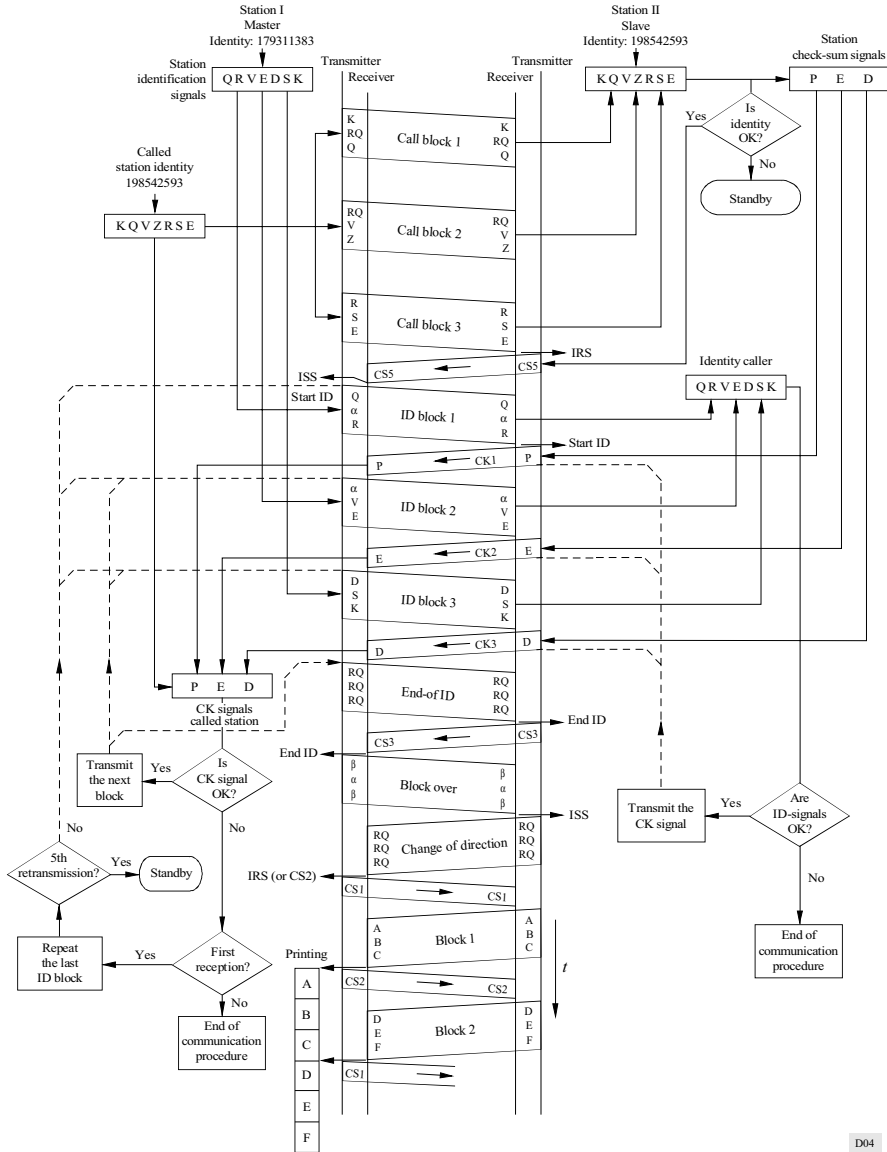 Station I
Master
Identity: 179311383
Station II
Slave
Identity: 198542593
Station
check-sum signals
Station
identification
signals
Q R V E D S K
Transmitter
Receiver
Transmitter
Receiver
K Q V Z R S E
P E D
Called
station identity
198542593
K Q V Z R S E
K
RQ
Q
Call block 1
K
RQ
Q
Yes
Is
identity
OK?
No
Standby
RQ
V
Z
Call block 2
RQ
V
Z
R
S
E
Call block 3
R
S
E
IRS
ISS
CS5
CS5
Identity caller
Q R V E D S K
Start ID
Q
α
R
ID block 1
Q
α
R
Start ID
P
CK1
P
α
V
E
ID block 2
α
V
E
E
CK2
E
D
S
K
ID block 3
D
S
K
D
CK3
D
P E D
CK signals
called station
RQ
RQ
RQ
End-of ID
RQ
RQ
RQ
End ID
End ID
CS3
CS3
Transmit
the next
block
Yes
Is
CK signal
OK?
No
β
α
β
Block over
β
α
β
ISS
Transmit the
CK signal
Yes
Are
ID-signals
OK?
No
RQ
RQ
RQ
Change of direction
RQ
RQ
RQ
No
5th
retransmission?
Yes
Standby
IRS (or CS2)
CS1
CS1
A
B
C
Block 1
A
B
C
t
End of
communication
procedure
Repeat
the last
ID block
Yes
First
reception?
No
End of
communication
procedure
Printing
A
B
C
D
E
F
CS2
CS2
D
E
F
Block 2
D
E
F
CS1
D04